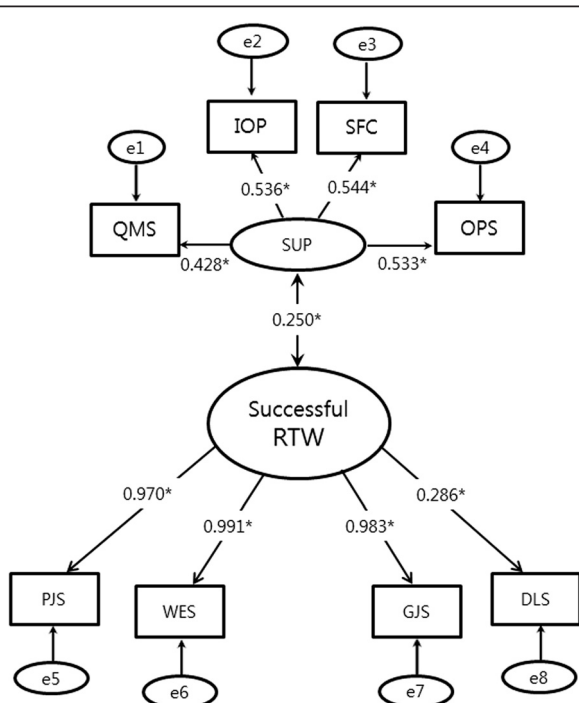 e2
e3
IOP
SFC
e1
e4
0.536*
0.544*
QMS
OPS
SUP
0.428*
0.533*
0.250*
Successful
RTW
0.970*
0.286*
0.991*
0.983*
PJS
WES
GJS
DLS
e5
e6
e7
e8